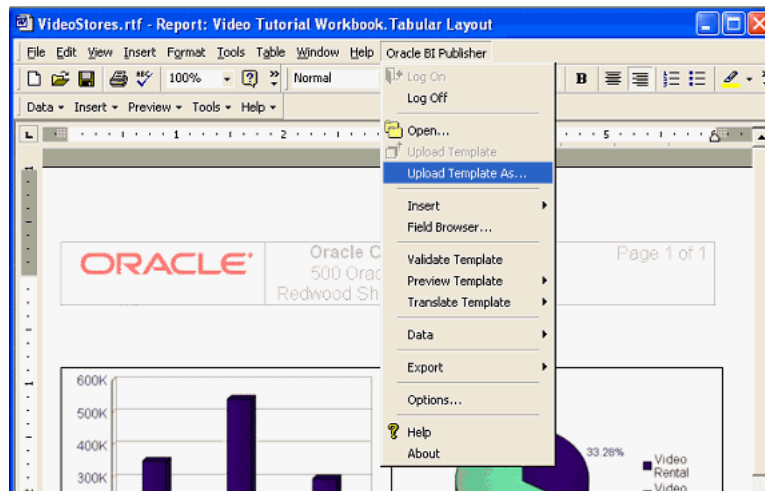 VideoStores.rtf - Report: Video Tutorial Workbook.Tabular Layout
File Edit View Insert Format Tools Table Window Help Oracle BI Publisher
100% Normal B
Data Insert Preview Tools Help
Log On
Log Off
Open...
Upload Template
Upload Template As...
Insert
Field Browser...
Validate Template
Preview Template
Translate Template
Data
Export
Options...
Help
About
1 2 5
ORACLE
Oracle C
500 Orac
Redwood Sh
Page 1 of 1
600K
500K
400K
300K
33.28%
Video
Rental
Video